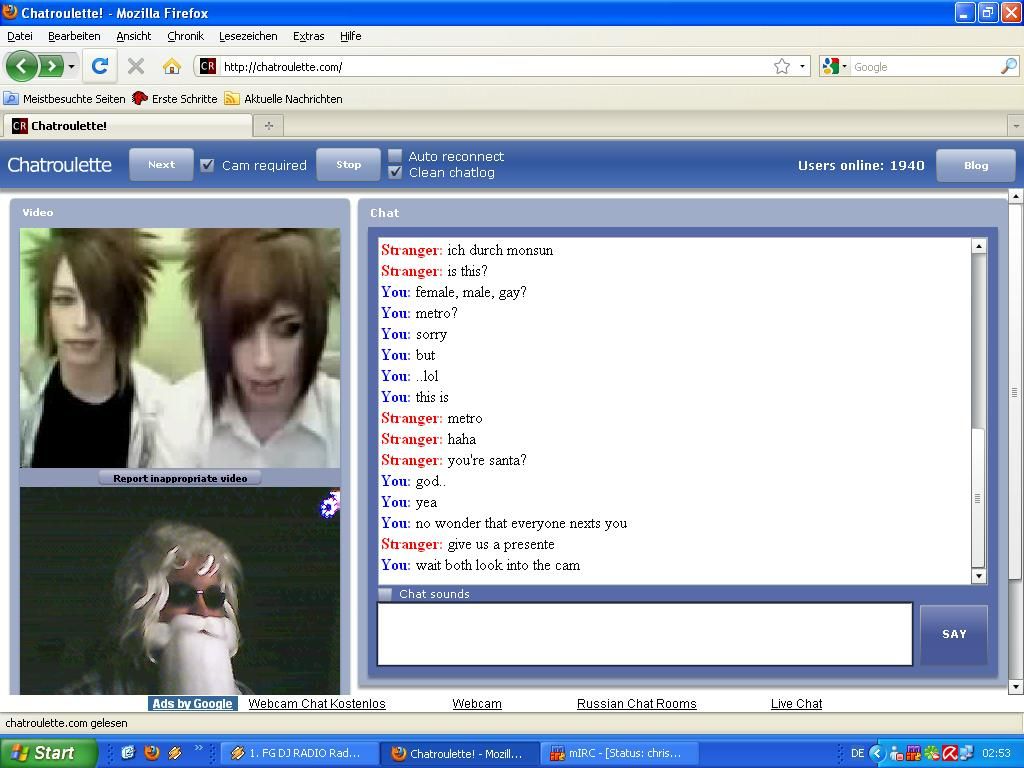 Chatroulette! - Mozilla Firefox
Datei Bearbeiten Ansicht Chronik Lesezeichen Extras Hilfe
CR http://chatroulette.com/ Google
Meistbesuchte Seiten Erste Schritte Aktuelle Nachrichten
CR Chatroulette!
Chatroulette Next Cam required Stop Auto reconnect
Clean chatlog
Users online: 1940 Blog
Video
Report inappropriate video
Chat
Stranger: ich durch monsun
Stranger: is this?
You: female, male, gay?
You: metro?
You: sorry
You: but
You: ..lol
You: this is
Stranger: metro
Stranger: haha
Stranger: you're santa?
You: god..
You: yea
You: no wonder that everyone nexts you
Stranger: give us a presente
You: wait both look into the cam
Chat sounds
SAY
Ads by Google Webcam Chat Kostenlos Webcam Russian Chat Rooms Live Chat
chatroulette.com gelesen
Start 1. FG DJ RADIO Rad... Chatroulette! - Mozill... mIRC - [Status: chris... DE 02:53